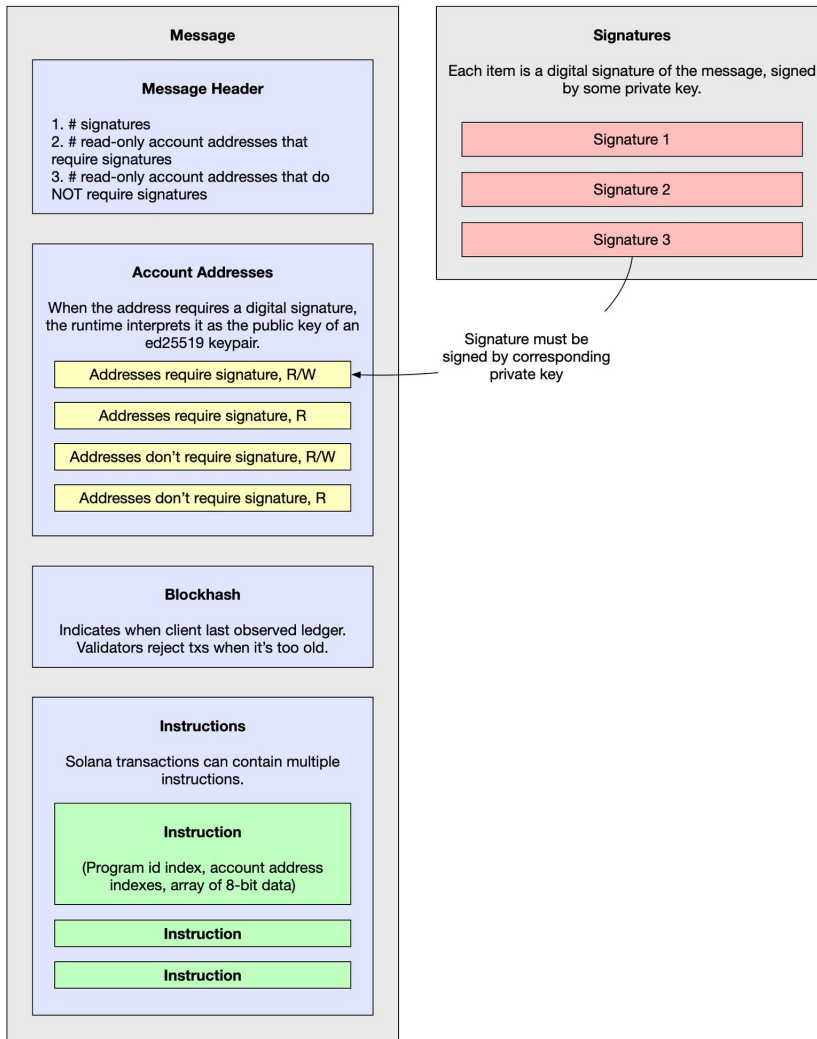 Message
Message Header
1. # signatures
2. # read-only account addresses that
require signatures
3. # read-only account addresses that do
NOT require signatures
Account Addresses
When the address requires a digital signature,
the runtime interprets it as the public key of an
ed25519 keypair.
Addresses require signature, R/W
Addresses require signature, R
Addresses don't require signature, R/W
Addresses don't require signature, R
Blockhash
Indicates when client last observed ledger.
Validators reject txs when it's too old.
Instructions
Solana transactions can contain multiple
instructions.
Instruction
(Program id index, account address
indexes, array of 8-bit data)
Instruction
Instruction
Signatures
Each item is a digital signature of the message, signed
by some private key.
Signature 1
Signature 2
Signature 3
Signature must be
signed by corresponding
private key